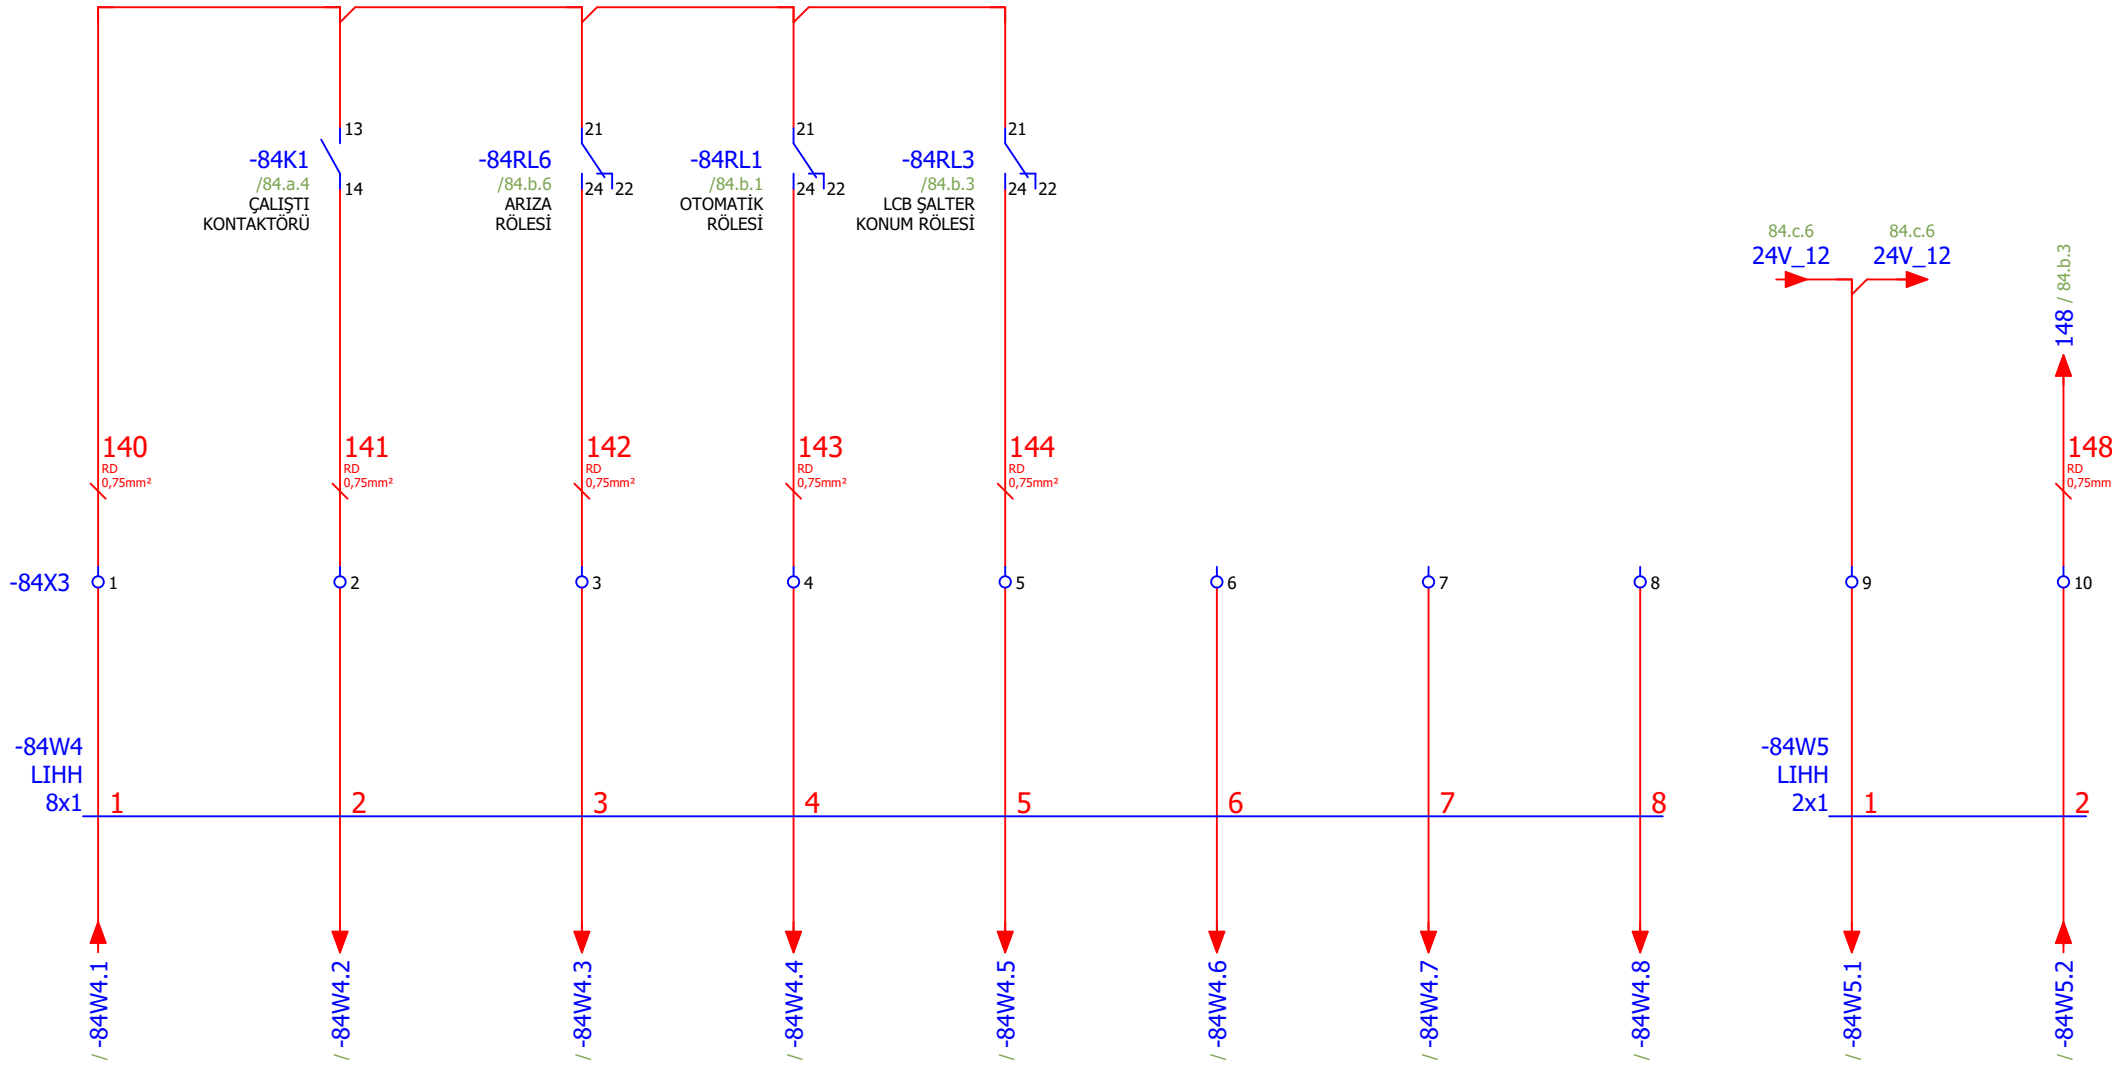 13
-84K1
/84.a.4
ÇALIŞTI
KONTAKTÖRÜ
14
21
-84RL6
/84.b.6
ARIZA
RÖLESİ
24 22
21
-84RL1
/84.b.1
OTOMATİK
RÖLESİ
24 22
21
-84RL3
/84.b.3
LCB ŞALTER
KONUM RÖLESİ
24 22
84.c.6
24V_12
84.c.6
24V_12
148 / 84.b.3
140
RD
0,75mm²
141
RD
0,75mm²
142
RD
0,75mm²
143
RD
0,75mm²
144
RD
0,75mm²
148
RD
0,75mm
-84X3 1 2 3 4 5 6 7 8 9 10
-84W4
LIHH
8x1 1 2 3 4 5 6 7 8
-84W5
LIHH
2x1 1 2
/ -84W4.1
/ -84W4.2
/ -84W4.3
/ -84W4.4
/ -84W4.5
/ -84W4.6
/ -84W4.7
/ -84W4.8
/ -84W5.1
/ -84W5.2